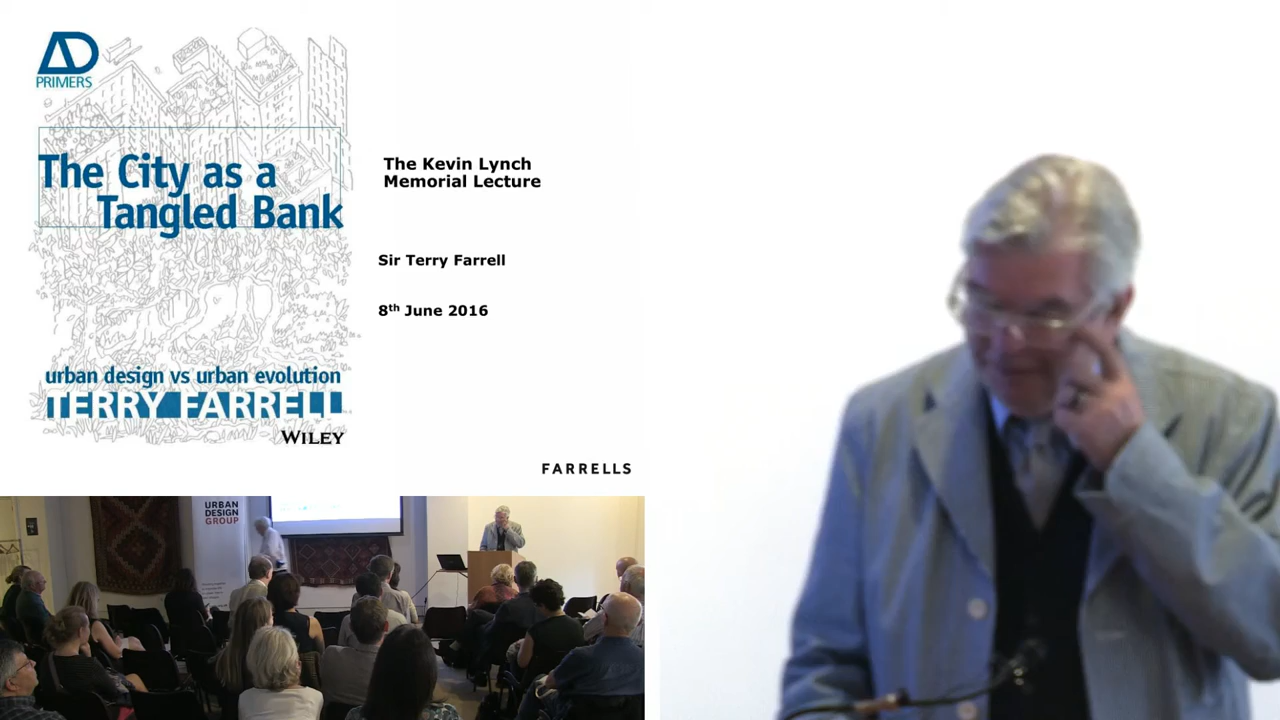 AD
PRIMERS
The City as a
Tangled Bank
urban design vs urban evolution
TERRY FARRELL
WILEY
The Kevin Lynch
Memorial Lecture
Sir Terry Farrell
8th June 2016
FARRELLS
URBAN
DESIGN
GROUP